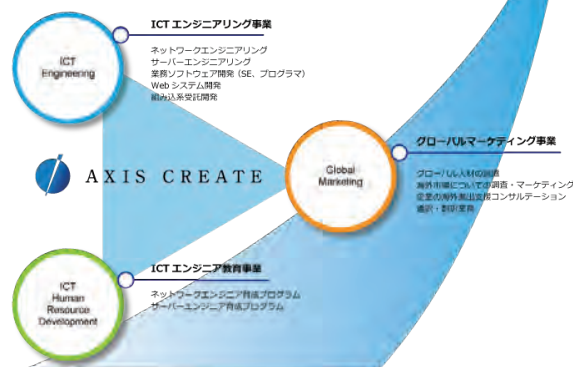 ICT エンジニアリング事業
ICT
Engineering
ネットワークエンジニアリング
サーバーエンジニアリング
業務ソフトウェア開発（SE、プログラマ）
Web システム開発
組み込系受託開発
グローバルマーケティング事業
Global
Marketing
グローバル人材の調達
海外市場についての調査・マーケティング
企業の海外進出支援コンサルテーション
通訳・翻訳業務
AXIS CREATE
ICT エンジニア教育事業
ICT
Human
Resource
Development
ネットワークエンジニア育成プログラム
サーバーエンジニア育成プログラム